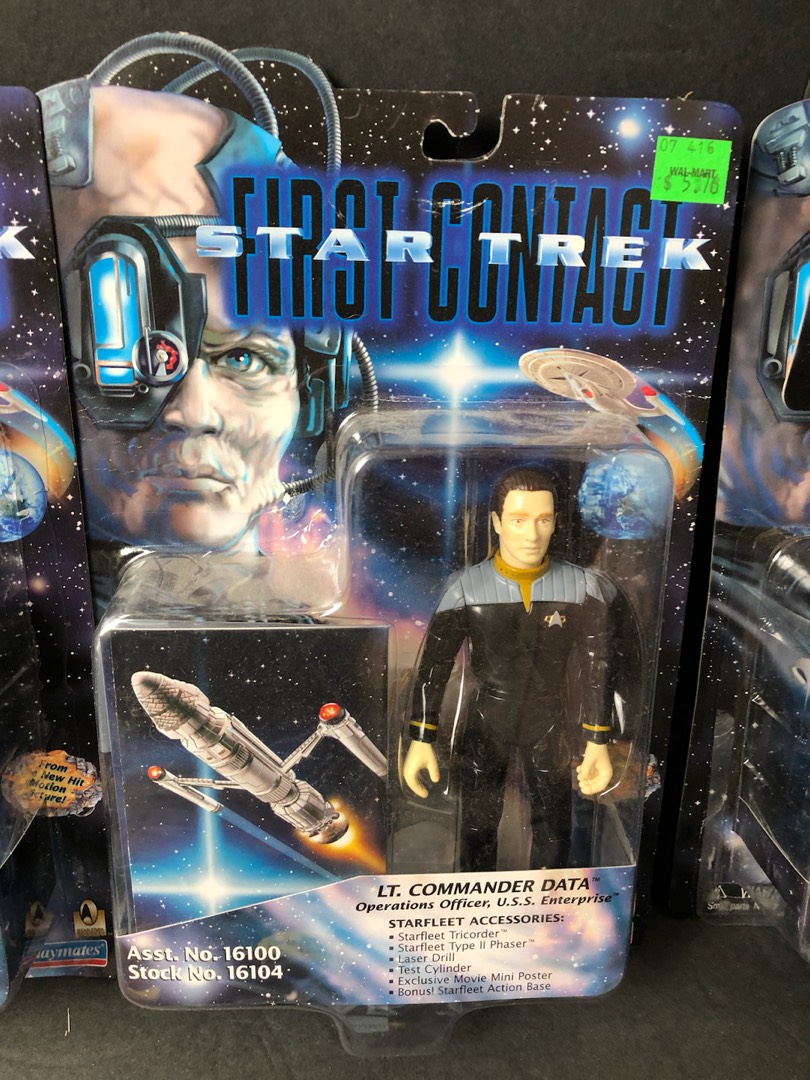 K
07 416
WAL-MART
FIRST CONTACT
STAR TREK
From
New Hit
Motion
LT. COMMANDER DATA™
Operations Officer, U.S.S. Enterprise™
STARFLEET ACCESSORIES:
▪ Starfleet Tricorder™
▪ Starfleet Type II Phaser™
▪ Laser Drill
▪ Test Cylinder
▪ Exclusive Movie Mini Poster
▪ Bonus! Starfleet Action Base
Asst. No. 16100
Stock No. 16104
aymates